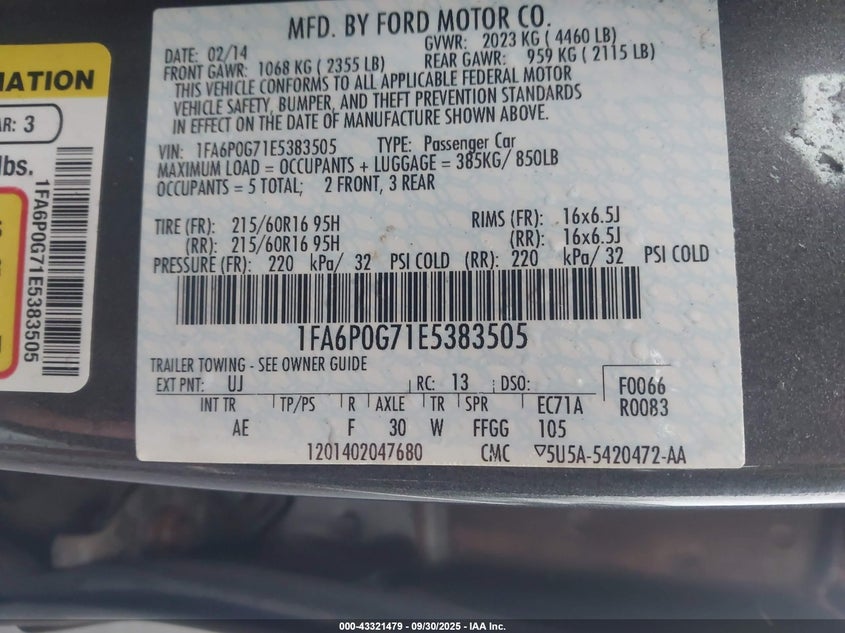 MFD. BY FORD MOTOR CO.
DATE: 02/14 GVWR: 2023 KG ( 4460 LB)
FRONT GAWR: 1068 KG ( 2355 LB) REAR GAWR: 959 KG ( 2115 LB)
THIS VEHICLE CONFORMS TO ALL APPLICABLE FEDERAL MOTOR
VEHICLE SAFETY, BUMPER, AND THEFT PREVENTION STANDARDS
IN EFFECT ON THE DATE OF MANUFACTURE SHOWN ABOVE.
VIN: 1FA6P0G71E5383505 TYPE: Passenger Car
MAXIMUM LOAD = OCCUPANTS + LUGGAGE = 385KG/ 850LB
OCCUPANTS = 5 TOTAL; 2 FRONT, 3 REAR
TIRE (FR): 215/60R16 95H RIMS (FR): 16x6.5J
(RR): 215/60R16 95H (RR): 16x6.5J
PRESSURE (FR): 220 kPa/ 32 PSI COLD (RR): 220 kPa/ 32 PSI COLD
1FA6P0G71E5383505
TRAILER TOWING - SEE OWNER GUIDE
EXT PNT: UJ RC: 13 DSO: F0066
INT TR TP/PS R AXLE TR SPR EC71A R0083
AE F 30 W FFGG 105
1201402047680 CMC ▽5U5A-5420472-AA
MATION
AR: 3
lbs.
1FA6P0G71E5383505
000-43321479 — 09/30/2025 — IAA Inc.